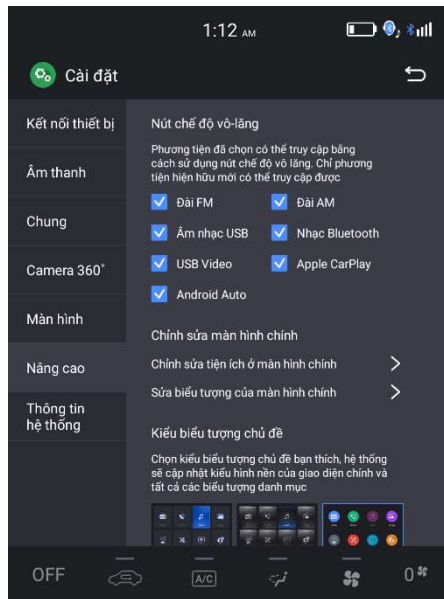 1:12 AM
Cài đặt
Kết nối thiết bị
Âm thanh
Chung
Camera 360°
Màn hình
Nâng cao
Thông tin
hệ thống
Nút chế độ vô-lăng
Phương tiện đã chọn có thể truy cập bằng
cách sử dụng nút chế độ vô lăng. Chỉ phương
tiện hiện hữu mới có thể truy cập được
Đài FM
Đài AM
Âm nhạc USB
Nhạc Bluetooth
USB Video
Apple CarPlay
Android Auto
Chỉnh sửa màn hình chính
Chỉnh sửa tiện ích ở màn hình chính
Sửa biểu tượng của màn hình chính
Kiểu biểu tượng chủ đề
Chọn kiểu biểu tượng chủ đề bạn thích, hệ thống
sẽ cập nhật kiểu hình nền của giao diện chính và
tất cả các biểu tượng danh mục
OFF
A/C
0